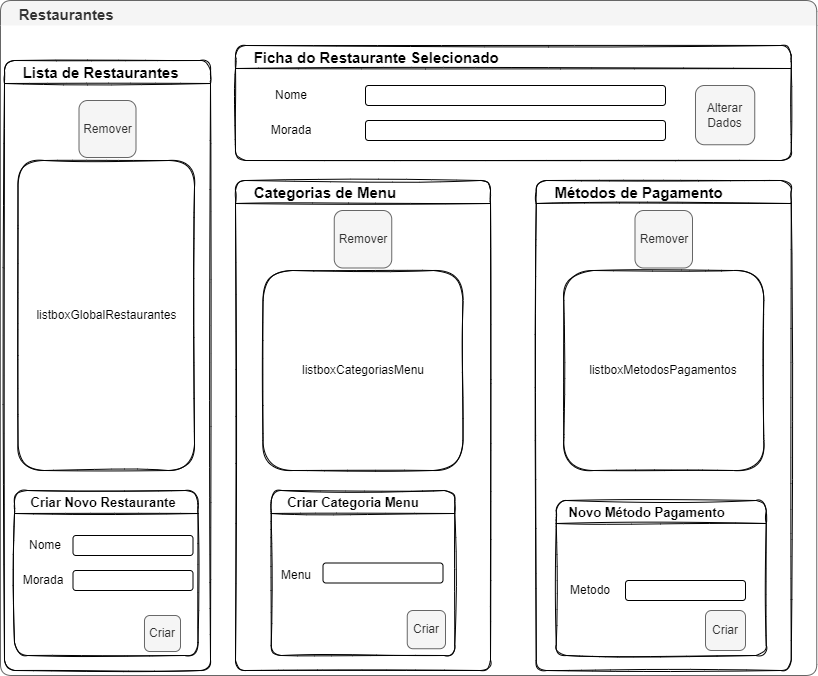 Restaurantes
Lista de Restaurantes
Remover
listboxGlobalRestaurantes
Criar Novo Restaurante
Nome
Morada
Criar
Ficha do Restaurante Selecionado
Nome
Morada
Alterar
Dados
Categorias de Menu
Remover
listboxCategoriasMenu
Criar Categoria Menu
Menu
Criar
Métodos de Pagamento
Remover
listboxMetodosPagamentos
Novo Método Pagamento
Metodo
Criar